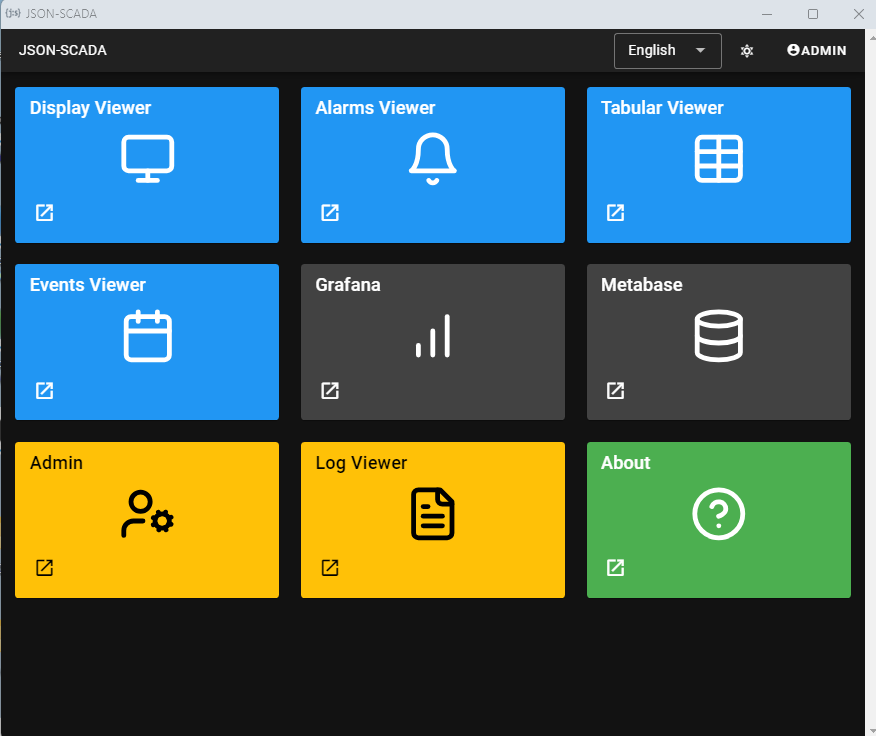 {js:s} JSON-SCADA
JSON-SCADA
English
ADMIN
Display Viewer
Alarms Viewer
Tabular Viewer
Events Viewer
Grafana
Metabase
Admin
Log Viewer
About